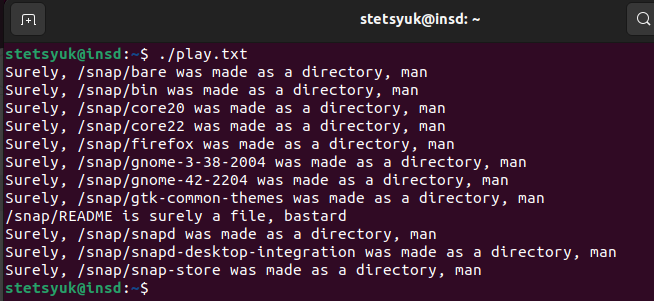 stetsyuk@insd: ~
stetsyuk@insd:~$ ./play.txt
Surely, /snap/bare was made as a directory, man
Surely, /snap/bin was made as a directory, man
Surely, /snap/core20 was made as a directory, man
Surely, /snap/core22 was made as a directory, man
Surely, /snap/firefox was made as a directory, man
Surely, /snap/gnome-3-38-2004 was made as a directory, man
Surely, /snap/gnome-42-2204 was made as a directory, man
Surely, /snap/gtk-common-themes was made as a directory, man
/snap/README is surely a file, bastard
Surely, /snap/snapd was made as a directory, man
Surely, /snap/snapd-desktop-integration was made as a directory, man
Surely, /snap/snap-store was made as a directory, man
stetsyuk@insd:~$